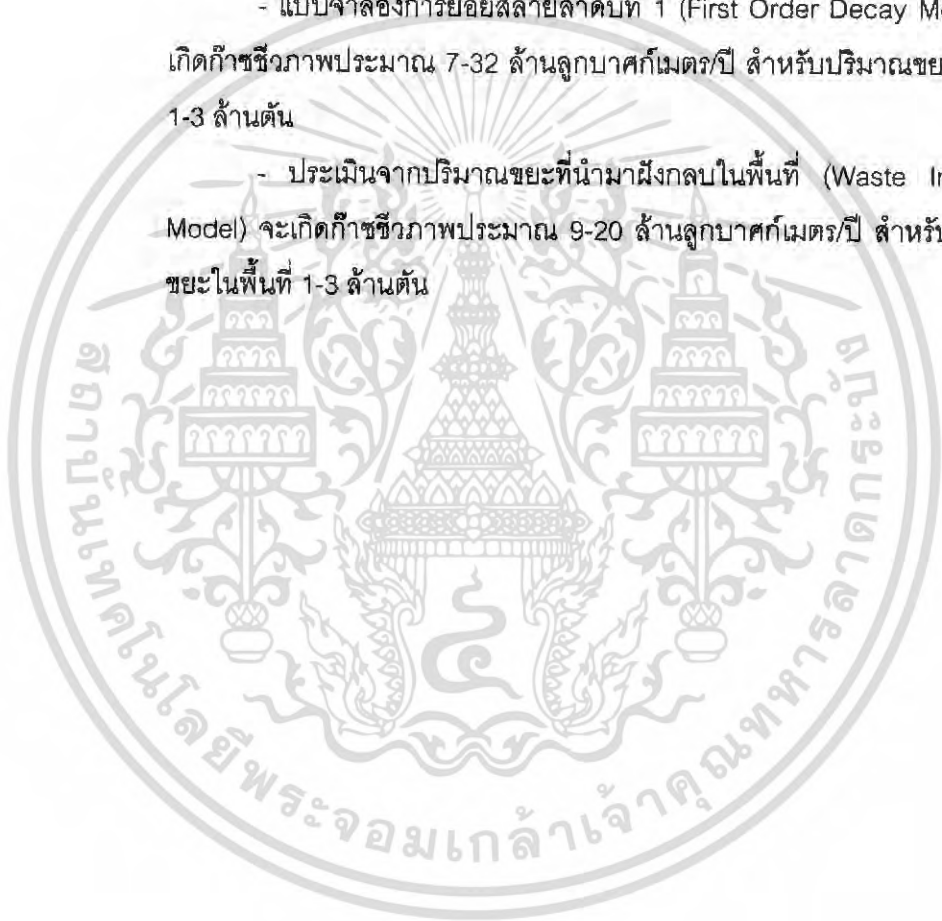 - แบบจำลองการย่อยสลายลำดับที่ 1 (First Order Decay M
เกิดก๊าซชีวภาพประมาณ 7-32 ล้านลูกบาศก์เมตร/ปี สำหรับปริมาณขย
1-3 ล้านตัน
- ประเมินจากปริมาณขยะที่นำมาฝังกลบในพื้นที่ (Waste In
Model) จะเกิดก๊าซชีวภาพประมาณ 9-20 ล้านลูกบาศก์เมตร/ปี สำหรับ
ขยะในพื้นที่ 1-3 ล้านตัน
สถาบันเทคโนโลยีพระจอมเกล้าเจ้าคุณทหารลาดกระบัง